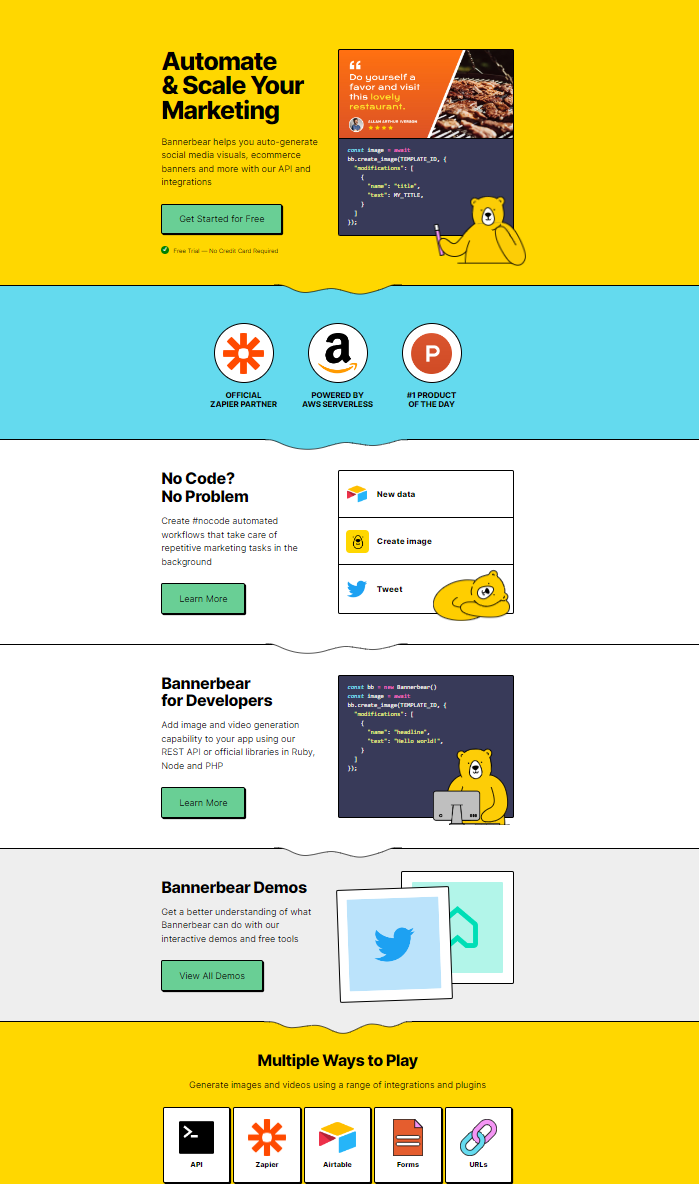 Automate
& Scale Your
Marketing
Bannerbear helps you auto-generate
social media visuals, ecommerce
banners and more with our API and
integrations
Get Started for Free
Free Trial — No Credit Card Required
“
Do yourself a
favor and visit
this lovely
restaurant.
ALLAN ARTHUR IVERSON
const image = await
bb.create_image(TEMPLATE_ID, {
"modifications": [
{
"name": "title",
"text": MY_TITLE,
}
]
});
a
P
OFFICIAL
ZAPIER PARTNER
POWERED BY
AWS SERVERLESS
#1 PRODUCT
OF THE DAY
No Code?
No Problem
Create #nocode automated
workflows that take care of
repetitive marketing tasks in the
background
Learn More
New data
Create image
Tweet
Bannerbear
for Developers
Add image and video generation
capability to your app using our
REST API or official libraries in Ruby,
Node and PHP
Learn More
const bb = new Bannerbear()
const image = await
bb.create_image(TEMPLATE_ID, {
"modifications": [
{
"name": "headline",
"text": "Hello world!",
}
]
});
Bannerbear Demos
Get a better understanding of what
Bannerbear can do with our
interactive demos and free tools
View All Demos
Multiple Ways to Play
Generate images and videos using a range of integrations and plugins
API
Zapier
Airtable
Forms
URLs